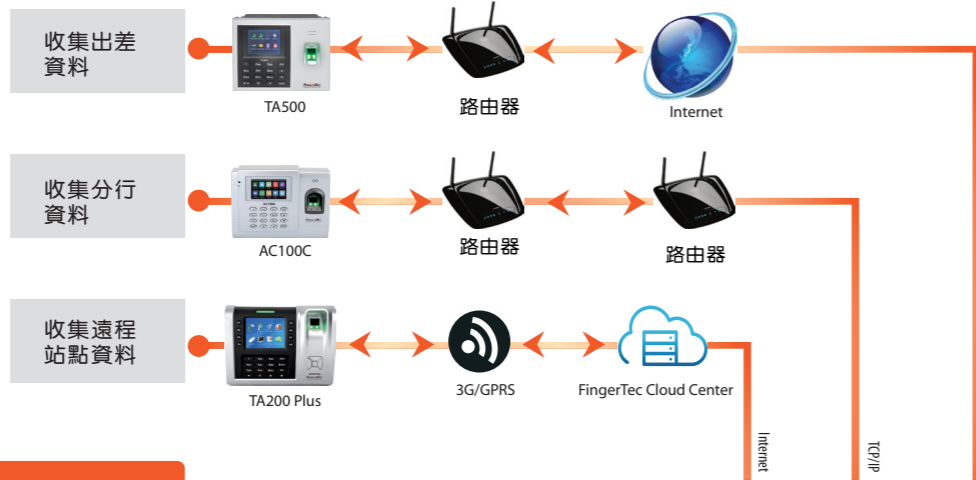 收集出差
資料
TA500
路由器
Internet
收集分行
資料
AC100C
路由器
路由器
收集遠程
站點資料
TA200 Plus
3G/GPRS
FingerTec Cloud Center
Internet
TCP/IP